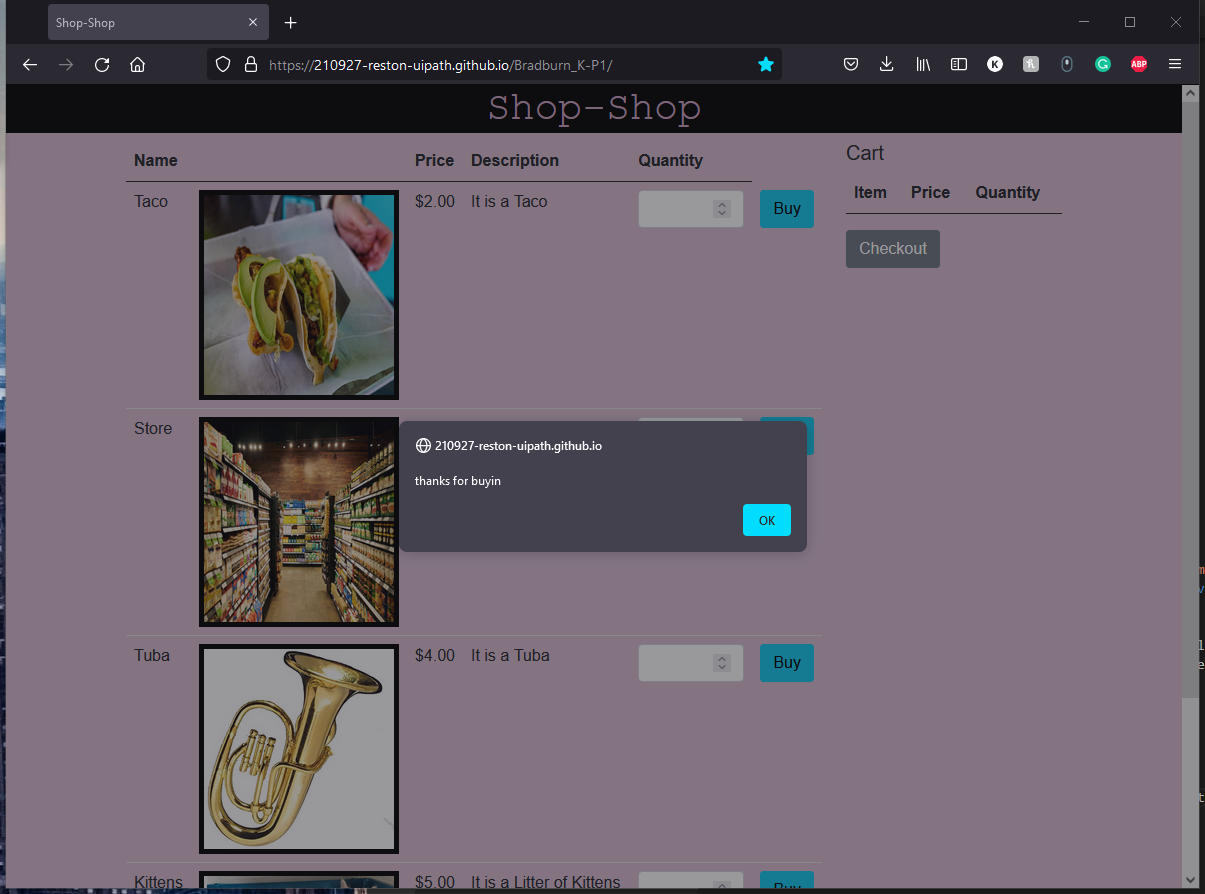 Shop-Shop
https://210927-reston-uipath.github.io/Bradburn_K-P1/
K
ABP
Shop-Shop
Name Price Description Quantity
Cart
Item Price Quantity
Taco $2.00 It is a Taco Buy
Checkout
Store
210927-reston-uipath.github.io
thanks for buyin
OK
Tuba $4.00 It is a Tuba Buy
Kittens $5.00 It is a Litter of Kittens Buy